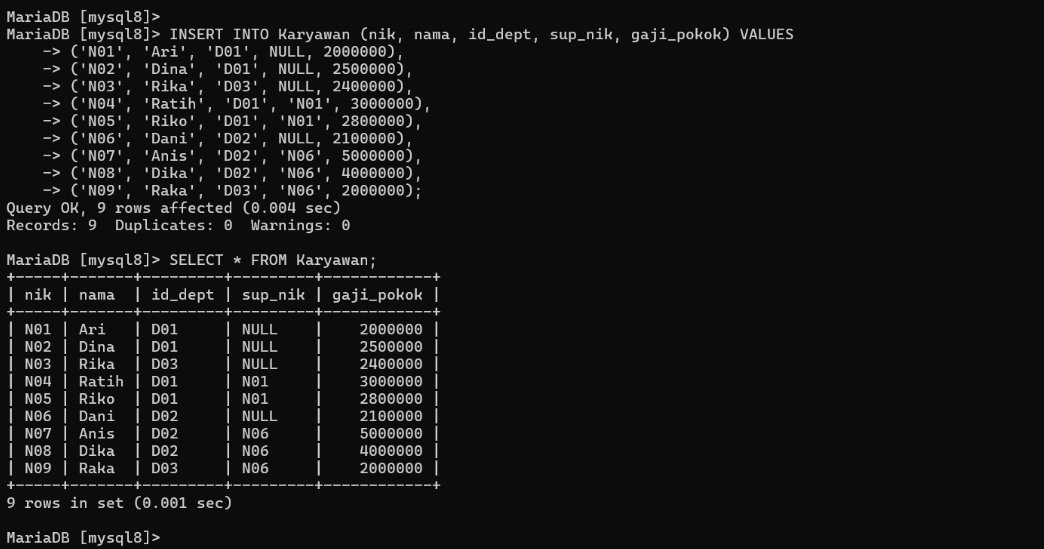 MariaDB [mysql8]>
MariaDB [mysql8]> INSERT INTO Karyawan (nik, nama, id_dept, sup_nik, gaji_pokok) VALUES
    -> ('N01', 'Ari', 'D01', NULL, 2000000),
    -> ('N02', 'Dina', 'D01', NULL, 2500000),
    -> ('N03', 'Rika', 'D03', NULL, 2400000),
    -> ('N04', 'Ratih', 'D01', 'N01', 3000000),
    -> ('N05', 'Riko', 'D01', 'N01', 2800000),
    -> ('N06', 'Dani', 'D02', NULL, 2100000),
    -> ('N07', 'Anis', 'D02', 'N06', 5000000),
    -> ('N08', 'Dika', 'D02', 'N06', 4000000),
    -> ('N09', 'Raka', 'D03', 'N06', 2000000);
Query OK, 9 rows affected (0.004 sec)
Records: 9  Duplicates: 0  Warnings: 0

MariaDB [mysql8]> SELECT * FROM Karyawan;
+-----+-------+---------+---------+------------+
| nik | nama  | id_dept | sup_nik | gaji_pokok |
+-----+-------+---------+---------+------------+
| N01 | Ari   | D01     | NULL    |    2000000 |
| N02 | Dina  | D01     | NULL    |    2500000 |
| N03 | Rika  | D03     | NULL    |    2400000 |
| N04 | Ratih | D01     | N01     |    3000000 |
| N05 | Riko  | D01     | N01     |    2800000 |
| N06 | Dani  | D02     | NULL    |    2100000 |
| N07 | Anis  | D02     | N06     |    5000000 |
| N08 | Dika  | D02     | N06     |    4000000 |
| N09 | Raka  | D03     | N06     |    2000000 |
+-----+-------+---------+---------+------------+
9 rows in set (0.001 sec)

MariaDB [mysql8]>